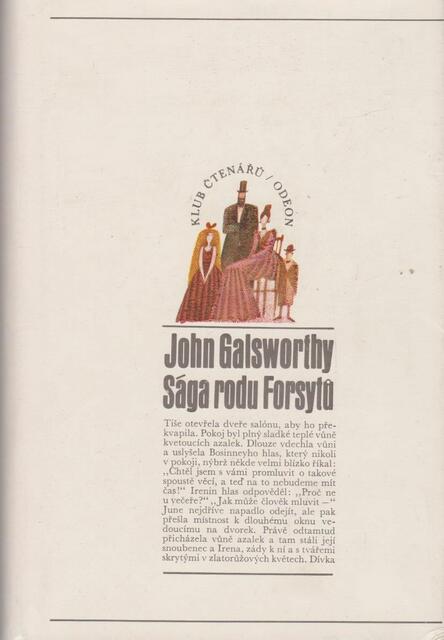 KLUB ČTENÁŘŮ / ODEON
John Galsworthy
Sága rodu Forsytů
Tiše otevřela dveře salónu, aby ho pře-
kvapila. Pokoj byl plný sladké teplé vůně
kvetoucích azalek. Dlouze vdechla vůni
a uslyšela Bosinneyho hlas, který nikoli
v pokoji, nýbrž někde velmi blízko říkal:
„Chtěl jsem s vámi promluvit o takové
spoustě věcí, a teď na to nebudeme mít
čas!“ Irenin hlas odpověděl: „Proč ne
u večeře?“ „Jak může člověk mluvit —“
June nejdříve napadlo odejít, ale pak
přešla místnost k dlouhému oknu ve-
doucímu na dvorek. Právě odtamtud
přicházela vůně azalek a tam stáli její
snoubenec a Irena, zády k ní a s tvářemi
skrytými v zlatorůžových květech. Dívka